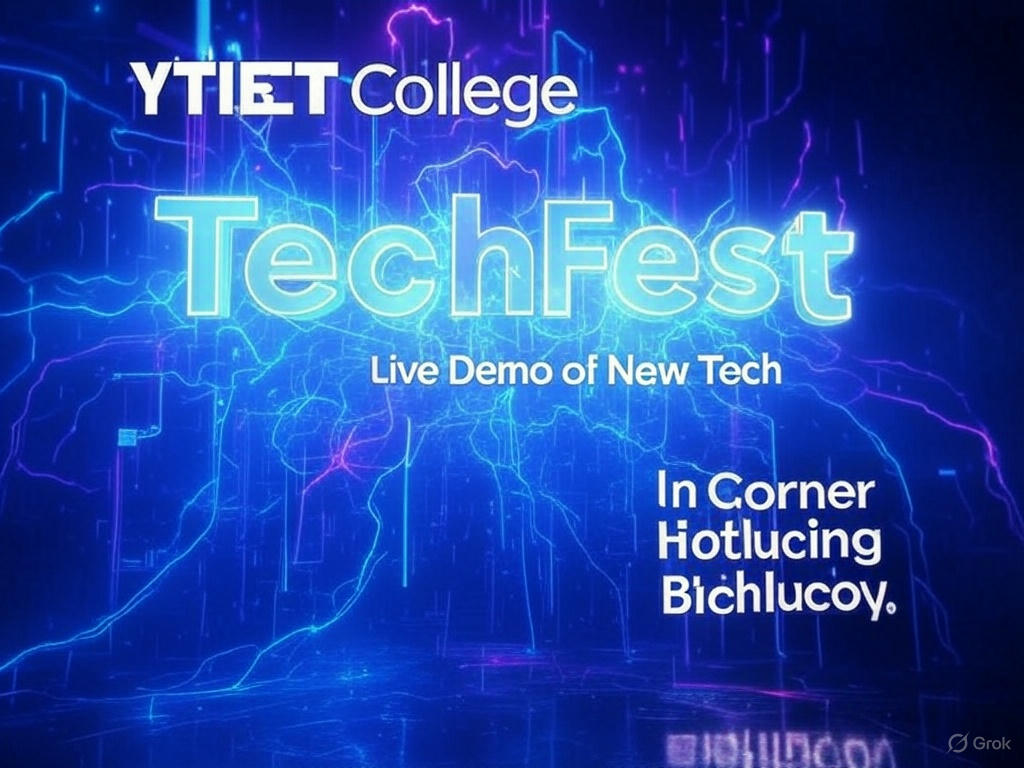 YTIET College
TechFest
Live Demo of New Tech
In Corner
Hotlucing
Bichlucoy.
Grok